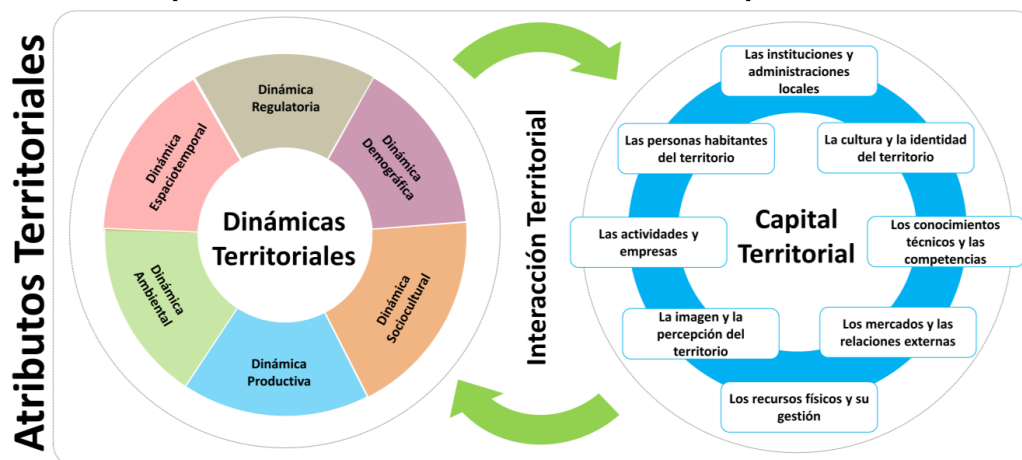 Atributos Territoriales
Dinámica
Regulatoria
Dinámica
Demográfica
Dinámica
Sociocultural
Dinámica
Productiva
Dinámica
Ambiental
Dinámica
Espaciotemporal
Dinámicas
Territoriales
Interacción Territorial
Las instituciones y
administraciones
locales
La cultura y la identidad
del territorio
Los conocimientos
técnicos y las
competencias
Los mercados y las
relaciones externas
Los recursos físicos y su
gestión
La imagen y la
percepción del
territorio
Las actividades y
empresas
Las personas habitantes
del territorio
Capital
Territorial